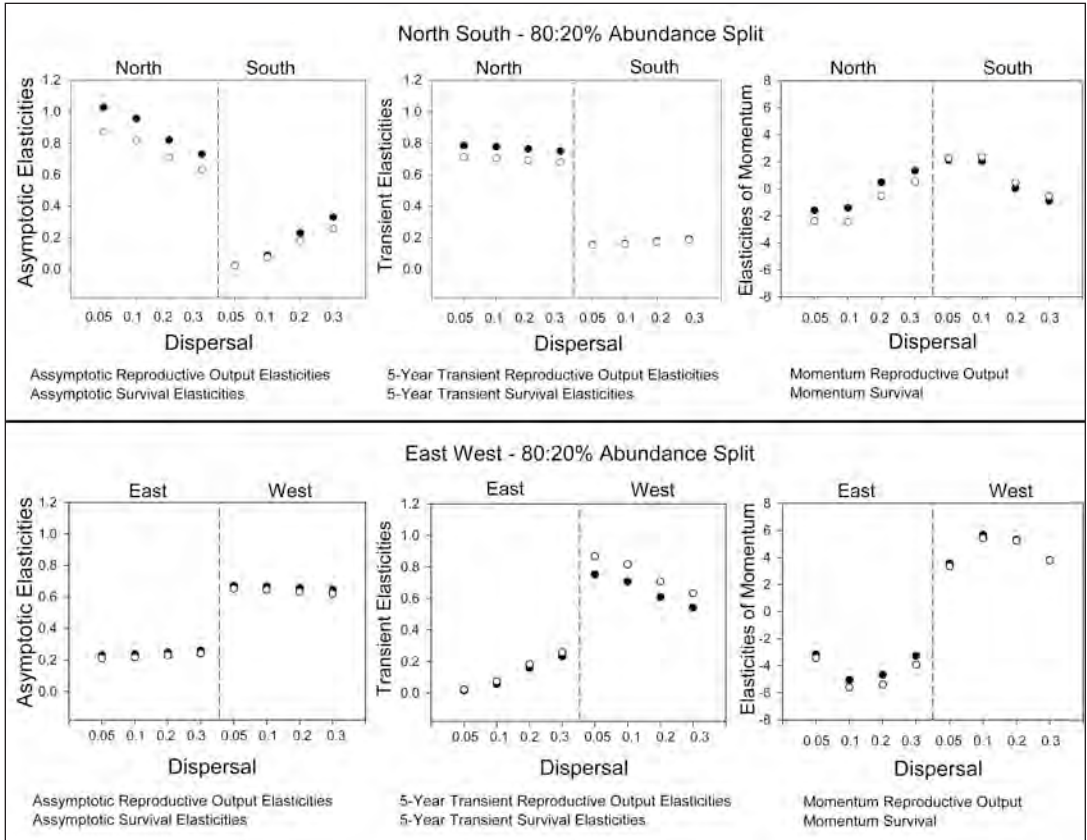 North South - 80:20% Abundance Split
North South
Asymptotic Elasticities
1.2
1.0
0.8
0.6
0.4
0.2
0.0
0.05 0.1 0.2 0.3 0.05 0.1 0.2 0.3
Dispersal
Assymptotic Reproductive Output Elasticities
Assymptotic Survival Elasticities
North South
Transient Elasticities
1.2
1.0
0.8
0.6
0.4
0.2
0.0
0.05 0.1 0.2 0.3 0.05 0.1 0.2 0.3
Dispersal
5-Year Transient Reproductive Output Elasticities
5-Year Transient Survival Elasticities
North South
Elasticities of Momentum
8
6
4
2
0
-2
-4
-6
-8
0.05 0.1 0.2 0.3 0.05 0.1 0.2 0.3
Dispersal
Momentum Reproductive Output
Momentum Survival
East West - 80:20% Abundance Split
East West
Asymptotic Elasticities
1.2
1.0
0.8
0.6
0.4
0.2
0.0
0.05 0.1 0.2 0.3 0.05 0.1 0.2 0.3
Dispersal
Assymptotic Reproductive Output Elasticities
Assymptotic Survival Elasticities
East West
Transient Elasticities
1.2
1.0
0.8
0.6
0.4
0.2
0.0
0.05 0.1 0.2 0.3 0.05 0.1 0.2 0.3
Dispersal
5-Year Transient Reproductive Output Elasticities
5-Year Transient Survival Elasticities
East West
Elasticities of Momentum
8
6
4
2
0
-2
-4
-6
-8
0.05 0.1 0.2 0.3 0.05 0.1 0.2 0.3
Dispersal
Momentum Reproductive Output
Momentum Survival